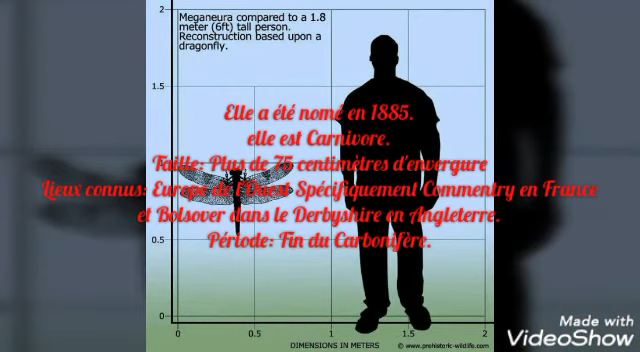 Meganeura compared to a 1.8
meter (6ft) tall person.
Reconstruction based upon a
dragonfly.
2
1.5
Elle a été nomé en 1885.
elle est Carnivore.
Taille: Plus de 75 centimètres d'envergure
Lieux connus: Europe de l'Ouest Spécifiquement Commentry en France
et Bolsover dans le Derbyshire en Angleterre.
0.5
Période: Fin du Carbonifère.
0
0
0.5
1
1.5
2
DIMENSIONS IN METERS
© www.prehistoric-wildlife.com
Made with
VideoShow